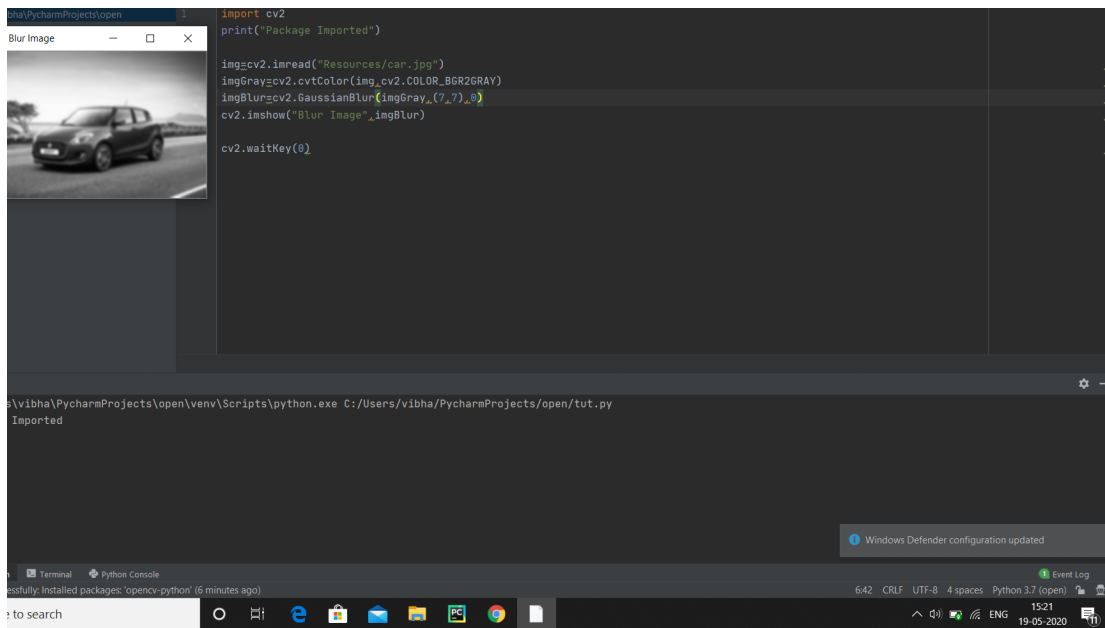 bha\PycharmProjects\open
Blur Image
1
import cv2
print("Package Imported")
img=cv2.imread("Resources/car.jpg")
imgGray=cv2.cvtColor(img,cv2.COLOR_BGR2GRAY)
imgBlur=cv2.GaussianBlur(imgGray,(7,7),0)
cv2.imshow("Blur Image",imgBlur)
cv2.waitKey(0)
s\vibha\PycharmProjects\open\venv\Scripts\python.exe C:/Users/vibha/PycharmProjects/open/tut.py
Imported
Windows Defender configuration updated
Terminal Python Console 1 Event Log
essfully: Installed packages: 'opencv-python' (6 minutes ago) 6:42 CRLF UTF-8 4 spaces Python 3.7 (open)
e to search PC ENG 15:21
19-05-2020 11